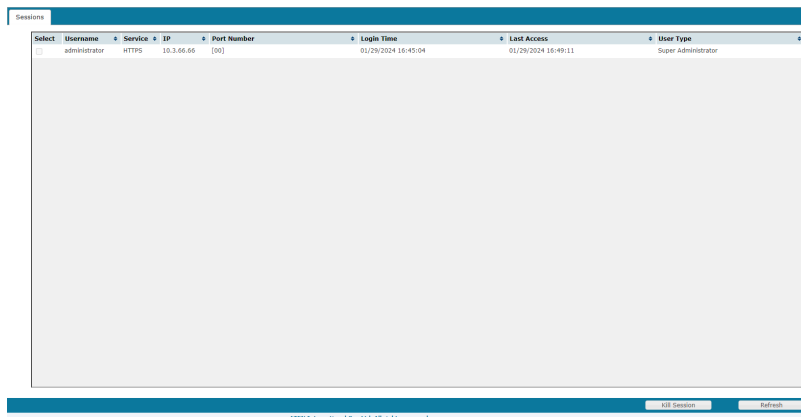 Sessions
Select Username Service IP Port Number Login Time Last Access User Type
administrator HTTPS 10.3.66.66 [00] 01/29/2024 16:45:04 01/29/2024 16:49:11 Super Administrator
Kill Session Refresh